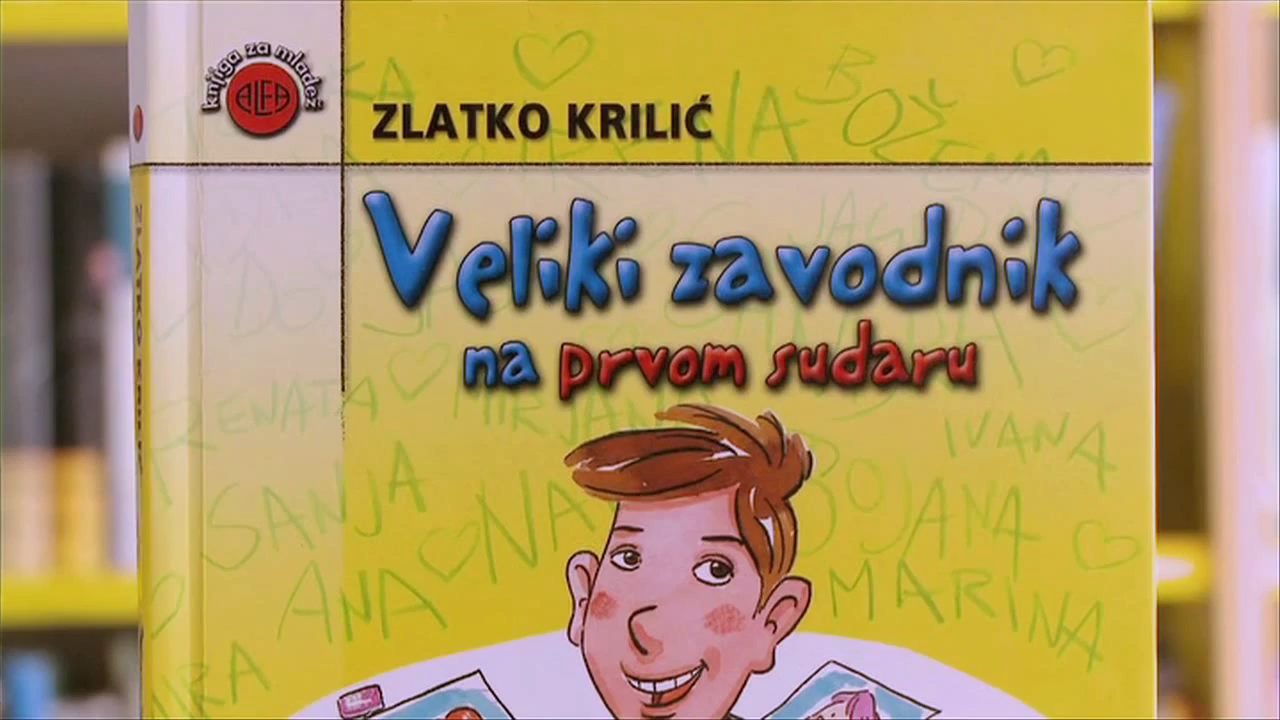 knjiga za mladež
ALFA
ZLATKO KRILIĆ
Veliki zavodnik
na prvom sudaru
RENATA
MIRJANA
IVANA
SANJA
BOJANA
ANA
MARINA